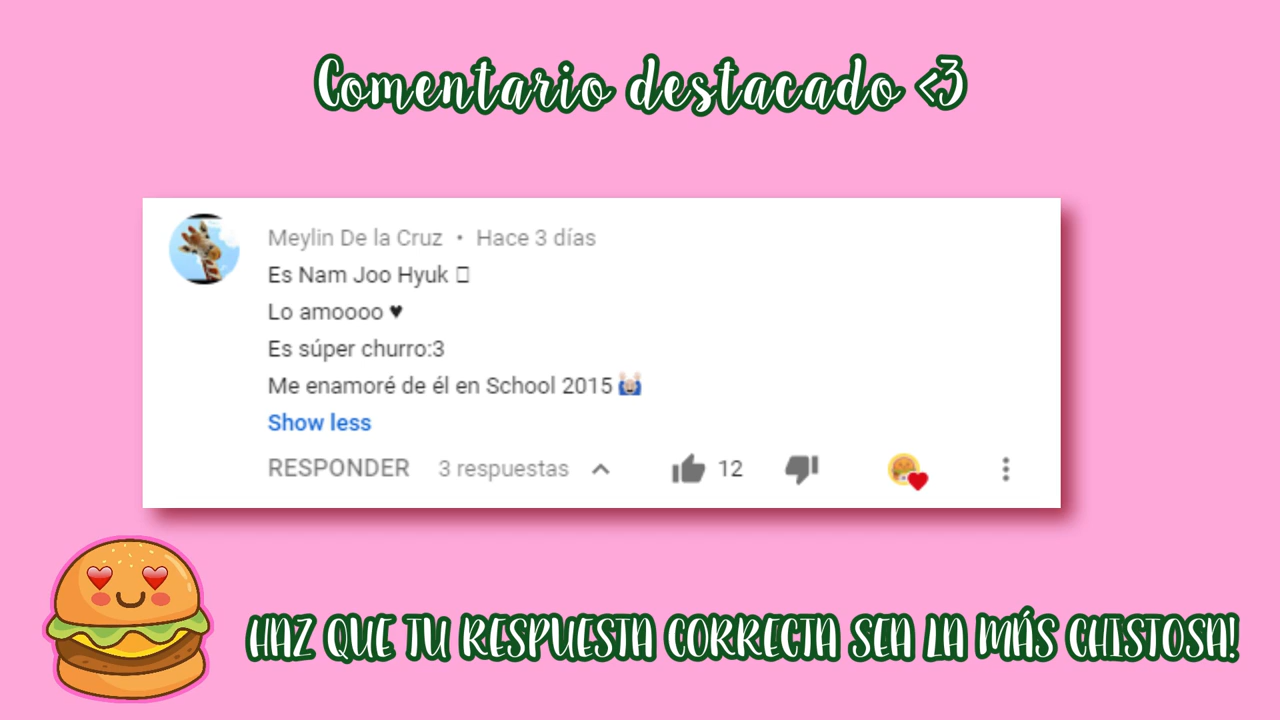 Comentario destacado <3
Meylin De la Cruz • Hace 3 días
Es Nam Joo Hyuk
Lo amoooo ♥
Es súper churro:3
Me enamoré de él en School 2015 🙌
Show less
RESPONDER 3 respuestas 12
HAZ QUE TU RESPUESTA CORRECTA SEA LA MÁS CHISTOSA!